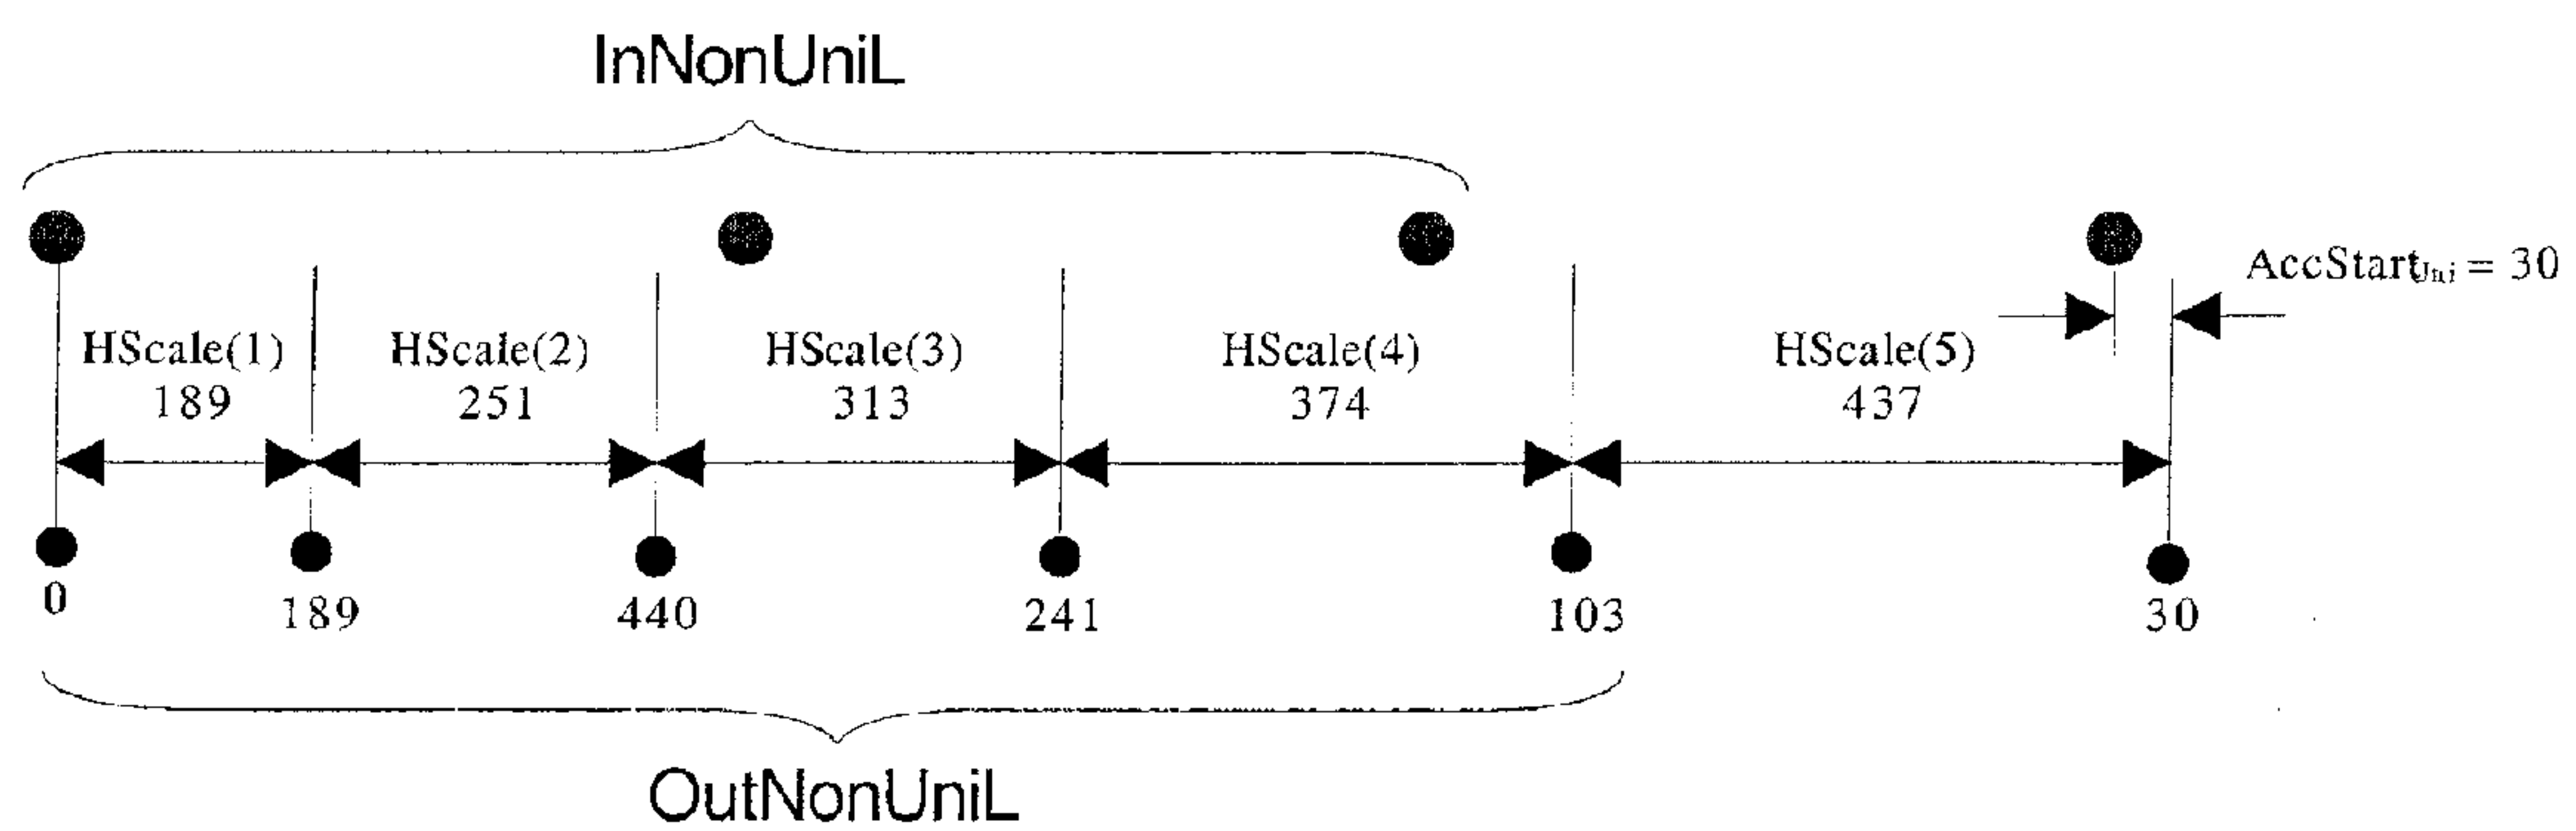 InNonUniL
AccStartUni = 30
HScale(1) HScale(2) HScale(3) HScale(4) HScale(5)
189 251 313 374 437
0 189 440 241 103 30
OutNonUniL